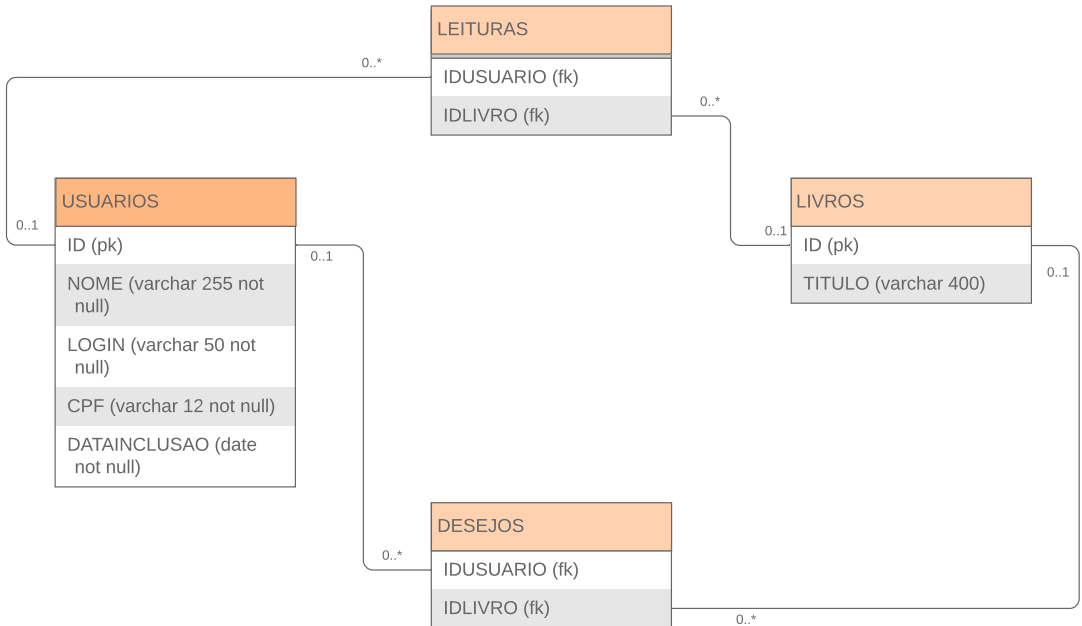 LEITURAS
0..*
IDUSUARIO (fk)
IDLIVRO (fk)
0..*
USUARIOS
0..1
ID (pk)
0..1
NOME (varchar 255 not
null)
LOGIN (varchar 50 not
null)
CPF (varchar 12 not null)
DATAINCLUSAO (date
not null)
LIVROS
0..1
ID (pk)
0..1
TITULO (varchar 400)
DESEJOS
0..*
IDUSUARIO (fk)
IDLIVRO (fk)
0..*